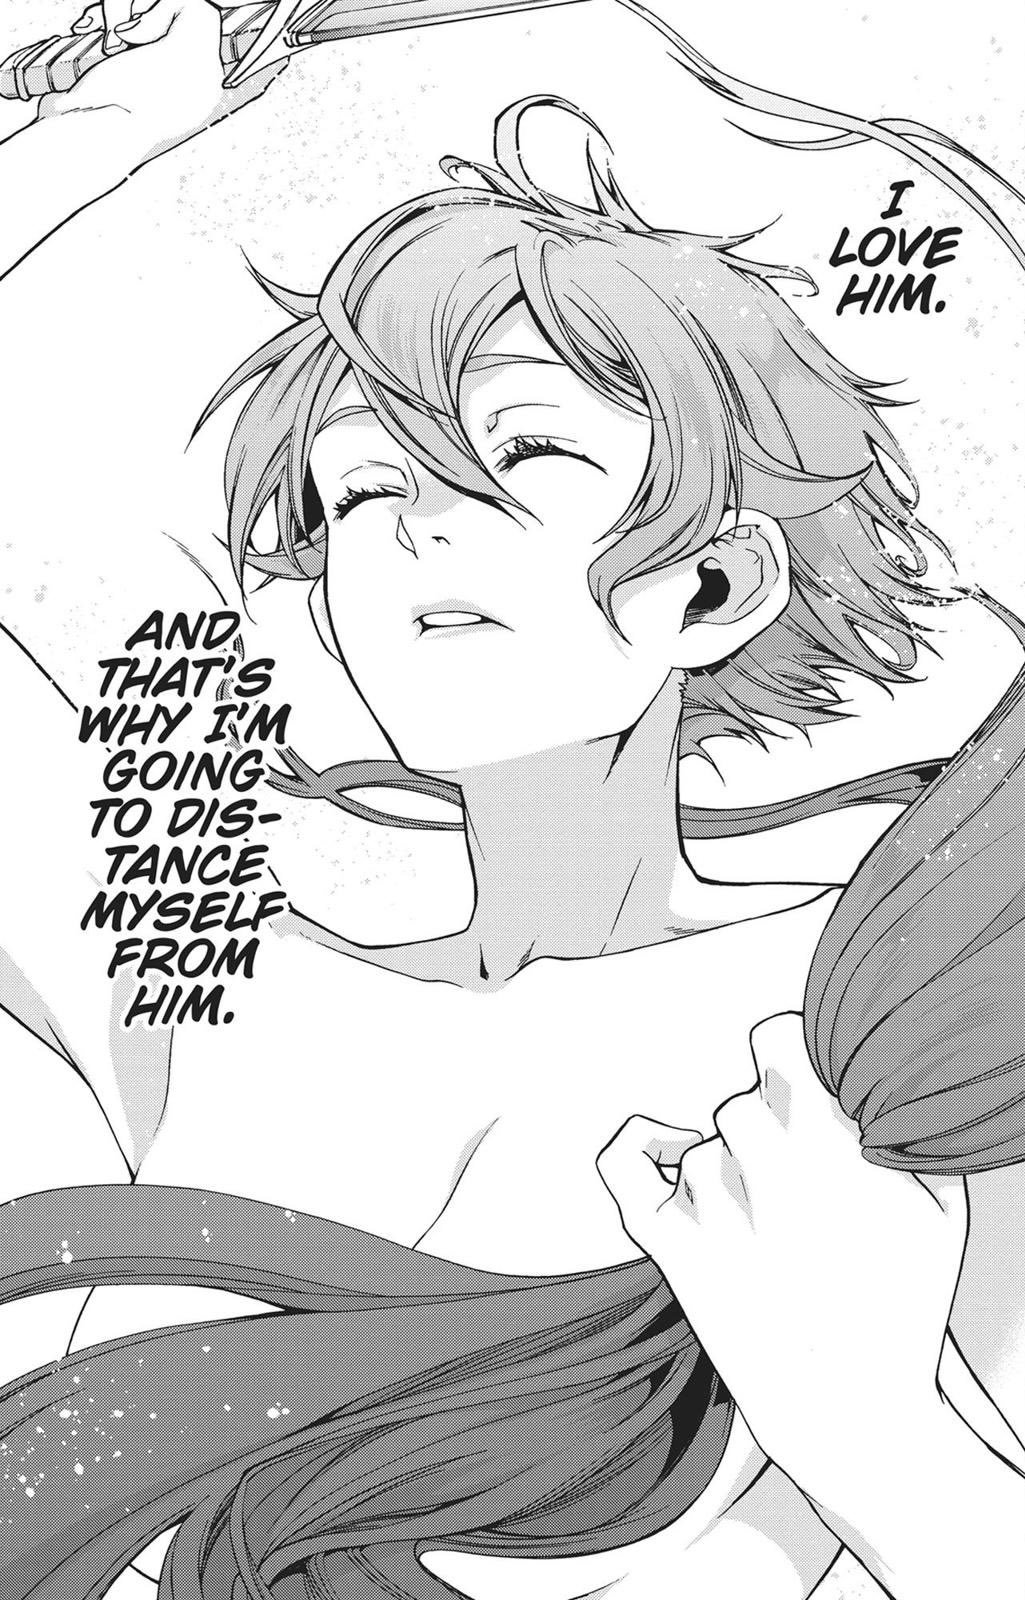 I
LOVE
HIM.
AND
THAT'S
WHY I'M
GOING
TO DIS-
TANCE
MYSELF
FROM
HIM.